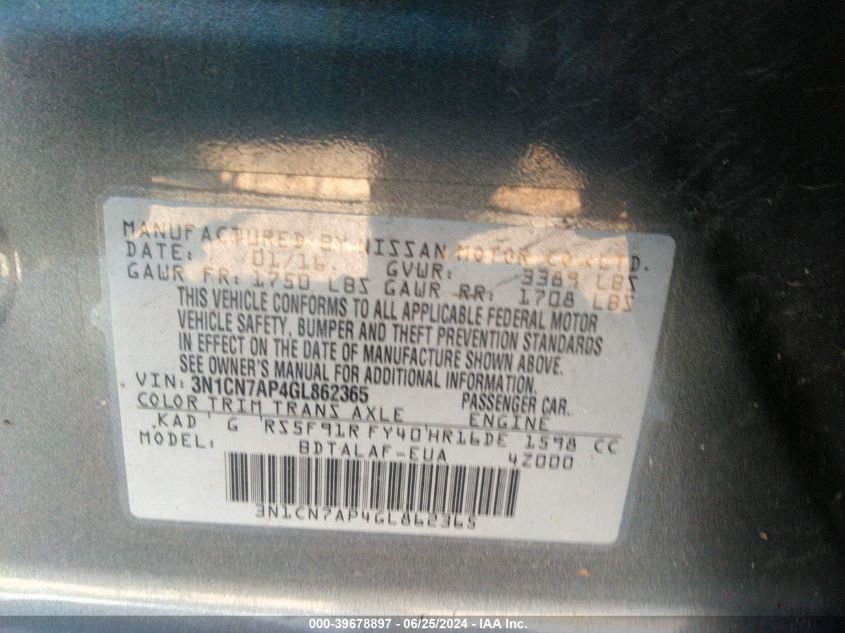 MANUFACTURED BY NISSAN MOTOR CO.,LTD.
DATE: 01/16 GVWR: 3369 LBS
GAWR FR: 1750 LBS GAWR RR: 1708 LBS
THIS VEHICLE CONFORMS TO ALL APPLICABLE FEDERAL MOTOR
VEHICLE SAFETY, BUMPER AND THEFT PREVENTION STANDARDS
IN EFFECT ON THE DATE OF MANUFACTURE SHOWN ABOVE.
SEE OWNER'S MANUAL FOR ADDITIONAL INFORMATION.
VIN: 3N1CN7AP4GL862365 PASSENGER CAR.
COLOR TRIM TRANS AXLE ENGINE
KAD G RS5F91R FY40 HR16DE 1598 CC
MODEL: BDTALAF-EUA 4Z000
3N1CN7AP4GL862365
000-39678897 - 06/25/2024 - IAA Inc.